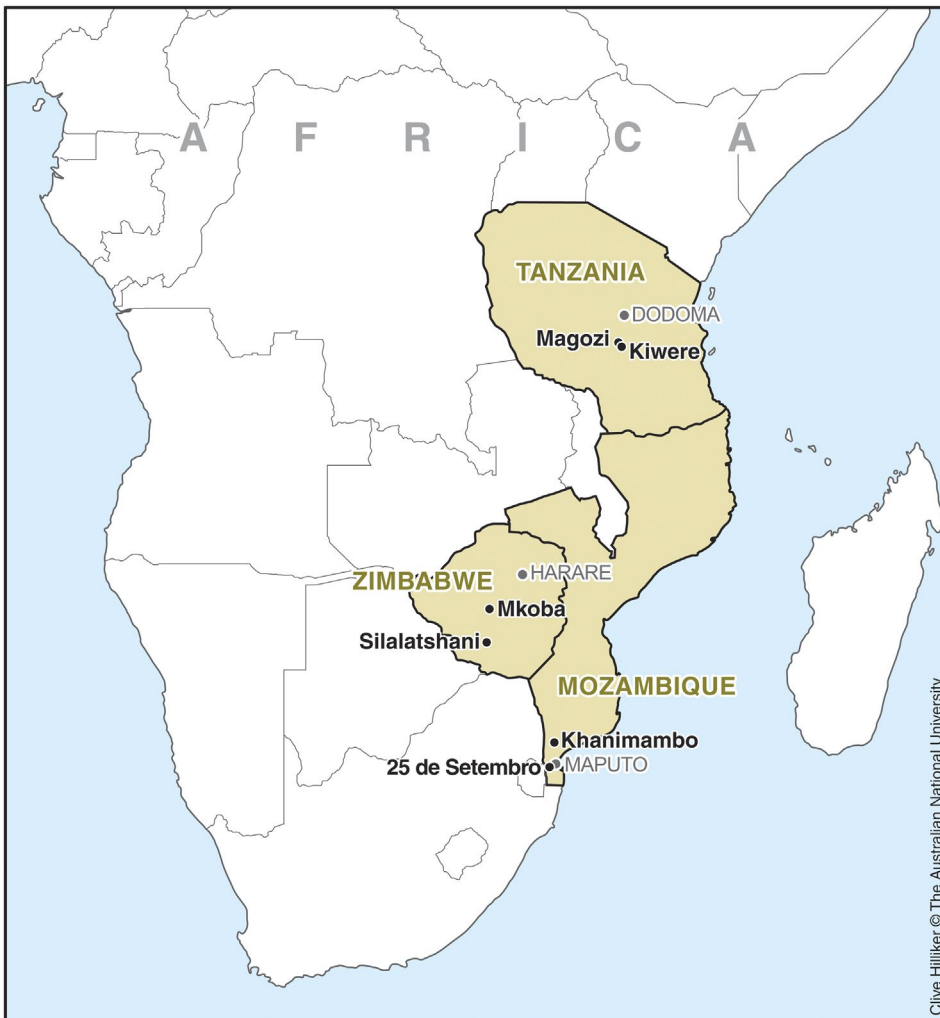 A F R I C A
TANZANIA
DODOMA
Magozi
Kiwere
ZIMBABWE
HARARE
Mkoba
Silalatshani
MOZAMBIQUE
Khanimambo
25 de Setembro
MAPUTO
Clive Hilliker © The Australian National University